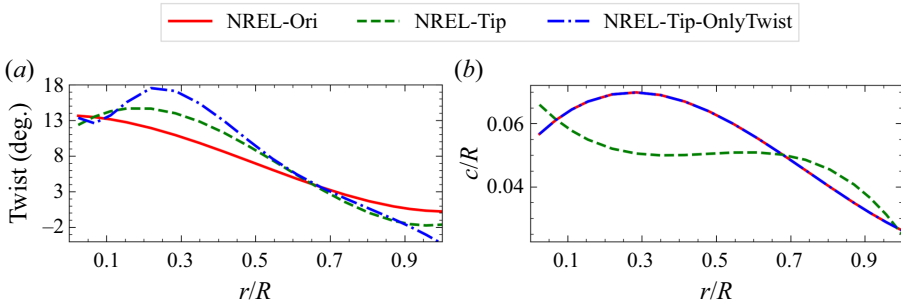 NREL-Ori NREL-Tip NREL-Tip-OnlyTwist
(a) (b)
Twist (deg.)
18
13
8
3
−2
0.1 0.3 0.5 0.7 0.9
r/R
c/R
0.06
0.04
0.1 0.3 0.5 0.7 0.9
r/R